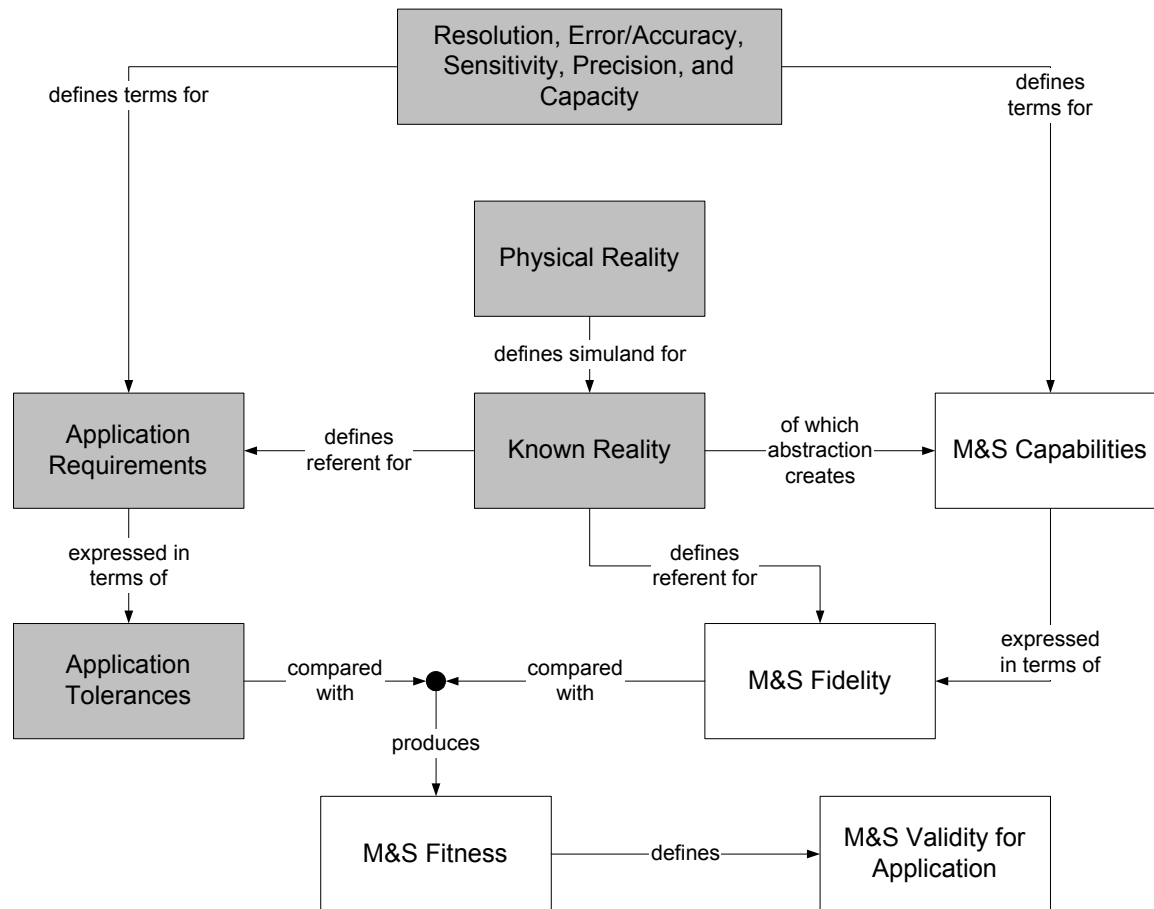 Resolution, Error/Accuracy,
Sensitivity, Precision, and
Capacity
defines terms for
defines
terms for
Physical Reality
defines simuland for
Application
Requirements
defines
referent for
Known Reality
of which
abstraction
creates
M&S Capabilities
expressed in
terms of
defines
referent for
expressed
in terms of
Application
Tolerances
compared
with
compared
with
M&S Fidelity
produces
M&S Fitness
defines
M&S Validity for
Application